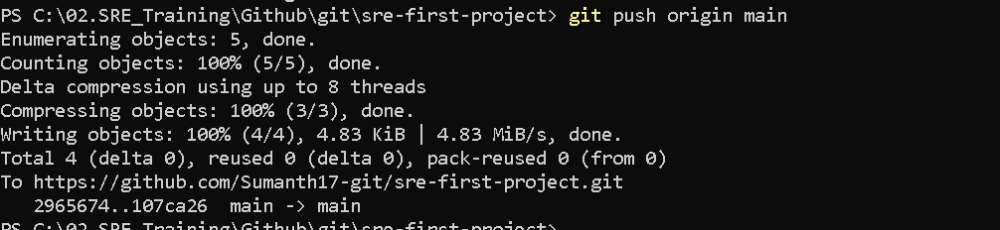 PS C:\02.SRE_Training\Github\git\sre-first-project> git push origin main
Enumerating objects: 5, done.
Counting objects: 100% (5/5), done.
Delta compression using up to 8 threads
Compressing objects: 100% (3/3), done.
Writing objects: 100% (4/4), 4.83 KiB | 4.83 MiB/s, done.
Total 4 (delta 0), reused 0 (delta 0), pack-reused 0 (from 0)
To https://github.com/Sumanth17-git/sre-first-project.git
   2965674..107ca26  main -> main
PS C:\02.SRE_Training\Github\git\sre-first-project>